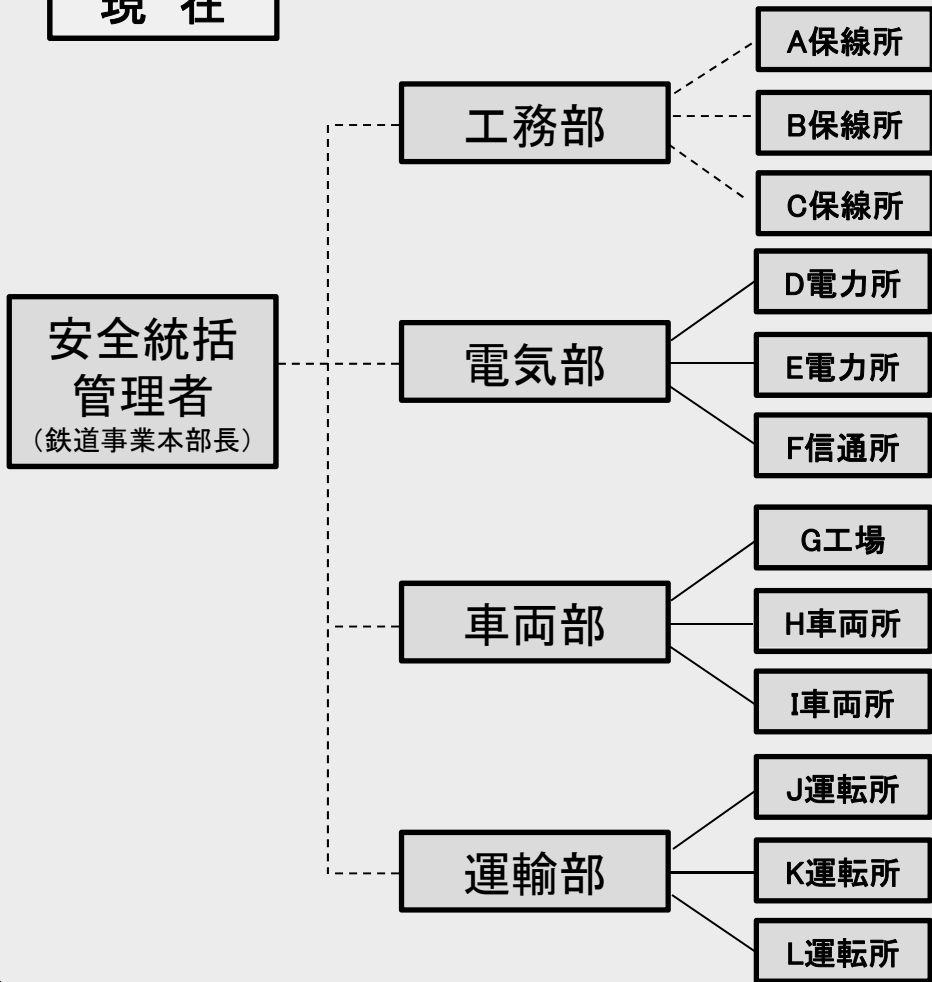 現 在
A保線所
工務部
B保線所
C保線所
D電力所
安全統括
管理者
（鉄道事業本部長）
電気部
E電力所
F信通所
G工場
車両部
H車両所
I車両所
J運転所
運輸部
K運転所
L運転所